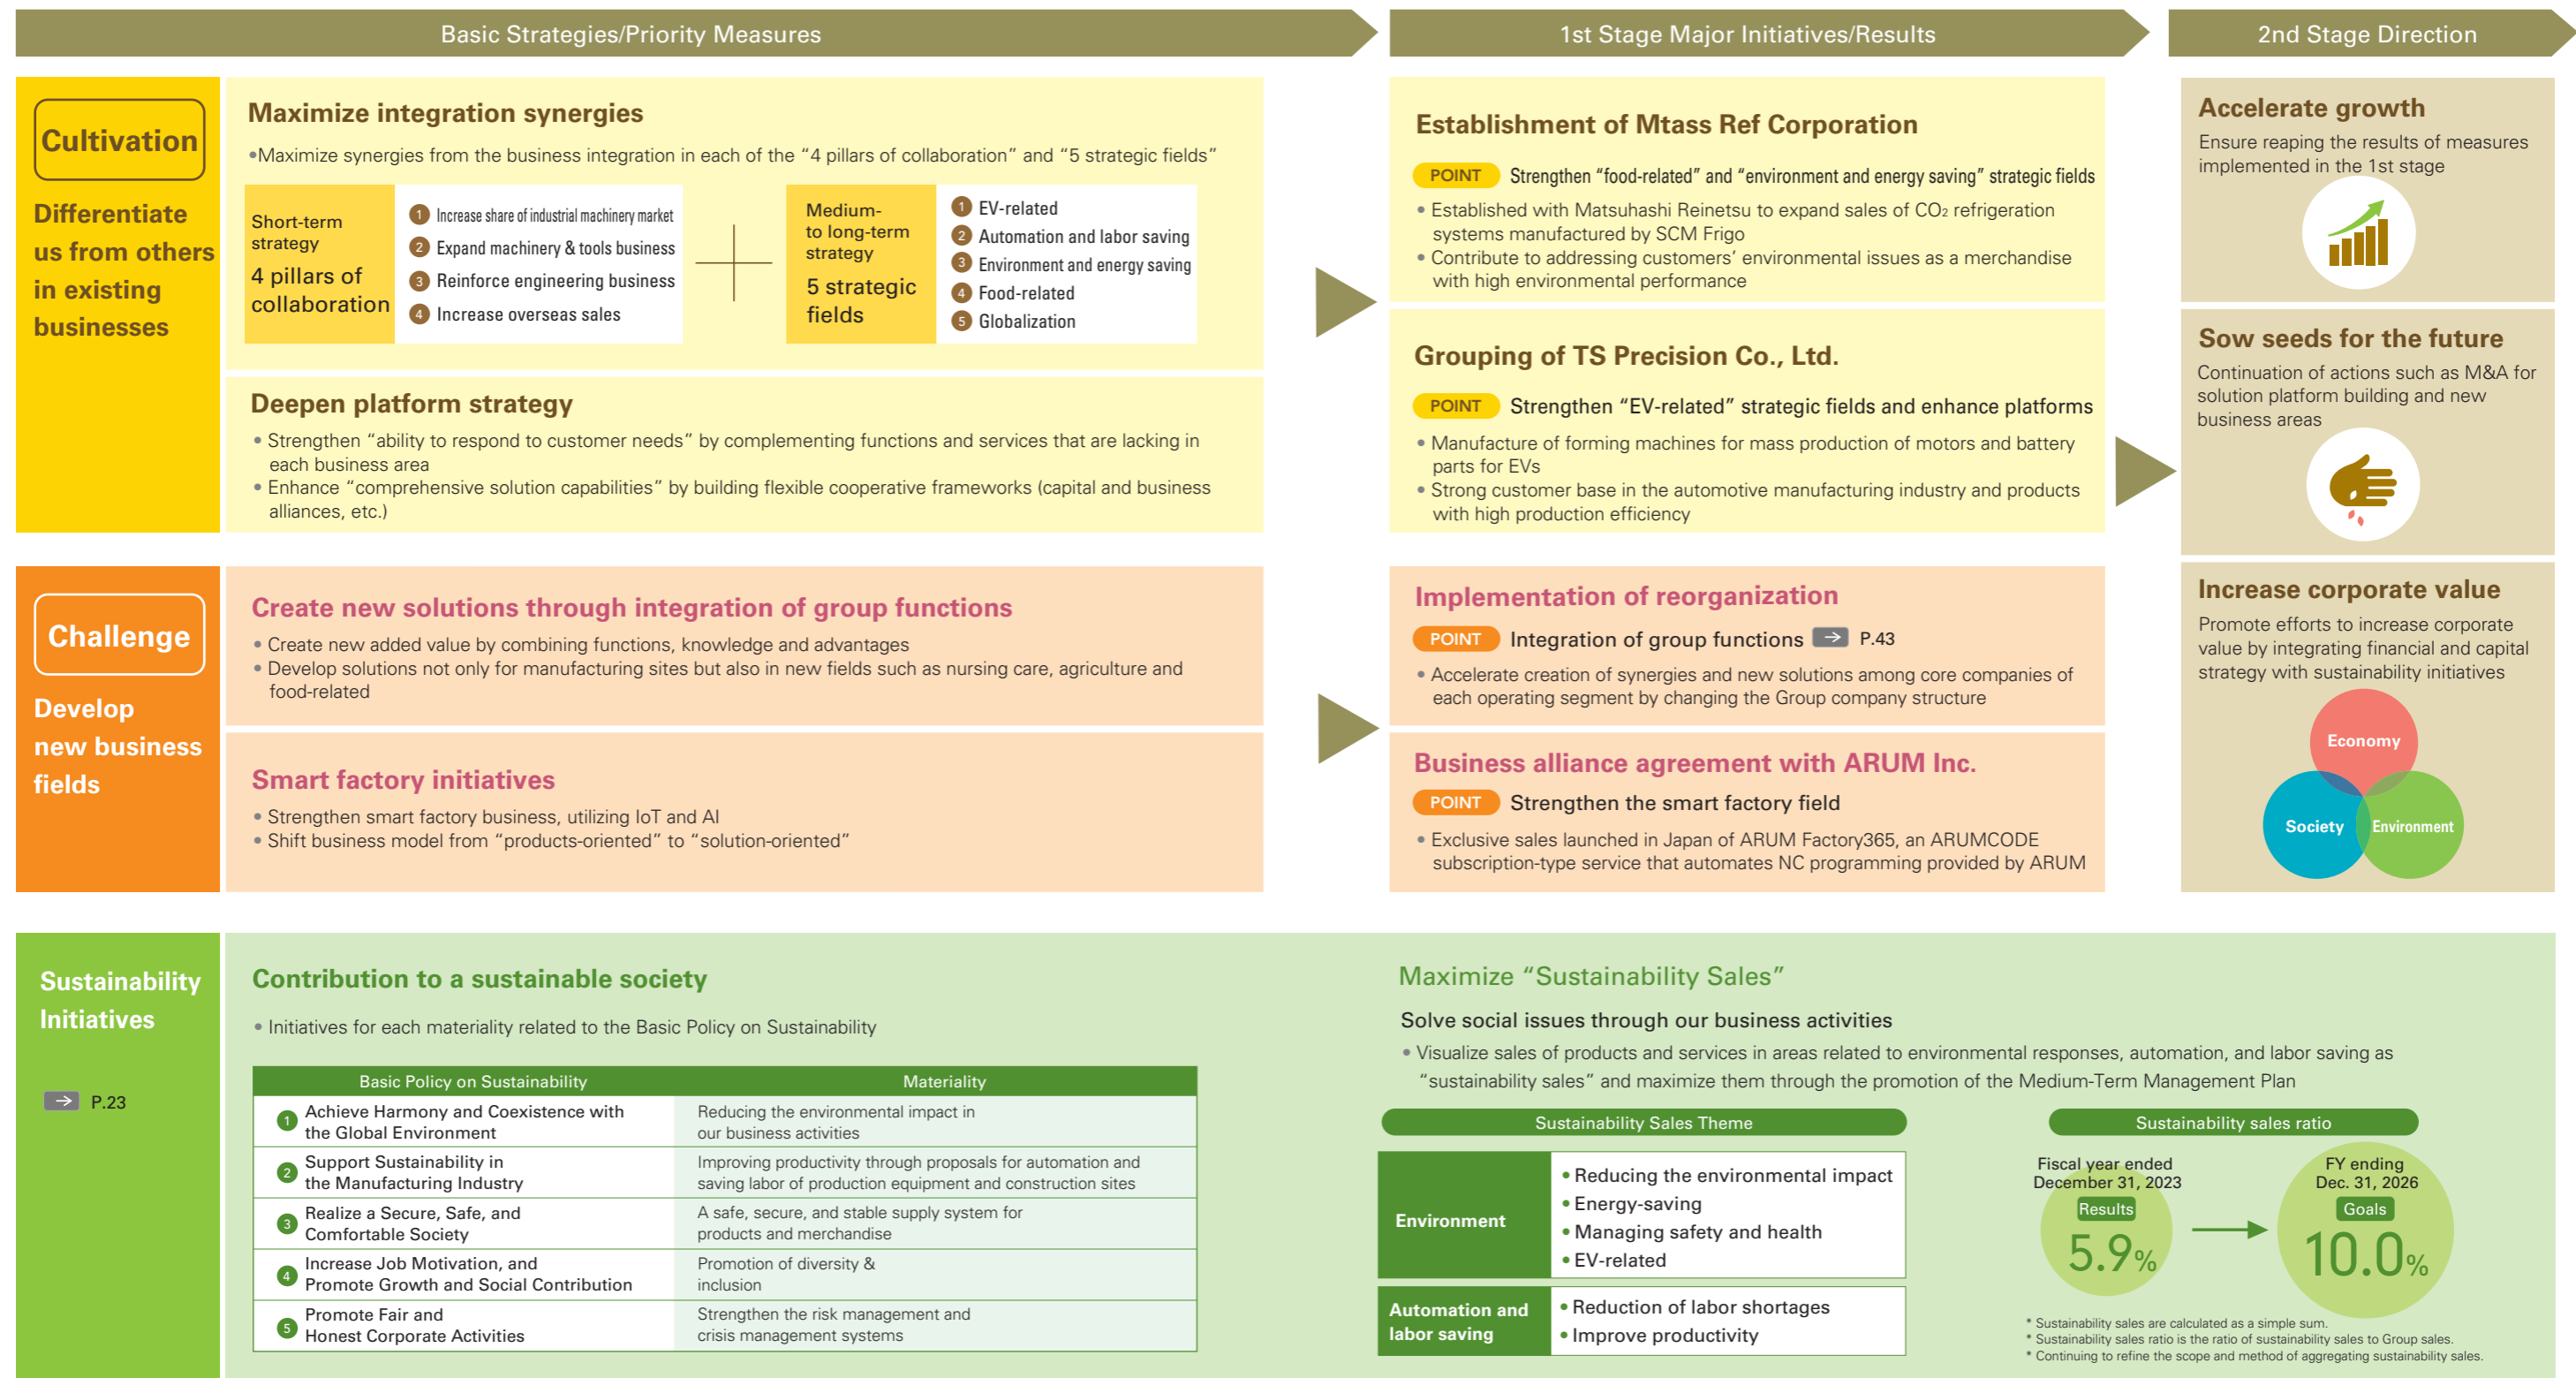 Basic Strategies/Priority Measures
1st Stage Major Initiatives/Results
2nd Stage Direction
Cultivation
Differentiate
us from others
in existing
businesses
Maximize integration synergies
•Maximize synergies from the business integration in each of the “4 pillars of collaboration” and “5 strategic fields”
Short-term
strategy
4 pillars of
collaboration
1 Increase share of industrial machinery market
2 Expand machinery & tools business
3 Reinforce engineering business
4 Increase overseas sales
Medium-
to long-term
strategy
5 strategic
fields
1 EV-related
2 Automation and labor saving
3 Environment and energy saving
4 Food-related
5 Globalization
Deepen platform strategy
• Strengthen “ability to respond to customer needs” by complementing functions and services that are lacking in
each business area
• Enhance “comprehensive solution capabilities” by building flexible cooperative frameworks (capital and business
alliances, etc.)
Establishment of Mtass Ref Corporation
POINT Strengthen “food-related” and “environment and energy saving” strategic fields
• Established with Matsuhashi Reinetsu to expand sales of CO₂ refrigeration
systems manufactured by SCM Frigo
• Contribute to addressing customers’ environmental issues as a merchandise
with high environmental performance
Grouping of TS Precision Co., Ltd.
POINT Strengthen “EV-related” strategic fields and enhance platforms
• Manufacture of forming machines for mass production of motors and battery
parts for EVs
• Strong customer base in the automotive manufacturing industry and products
with high production efficiency
Accelerate growth
Ensure reaping the results of measures
implemented in the 1st stage
Sow seeds for the future
Continuation of actions such as M&A for
solution platform building and new
business areas
Challenge
Develop
new business
fields
Create new solutions through integration of group functions
• Create new added value by combining functions, knowledge and advantages
• Develop solutions not only for manufacturing sites but also in new fields such as nursing care, agriculture and
food-related
Smart factory initiatives
• Strengthen smart factory business, utilizing IoT and AI
• Shift business model from “products-oriented” to “solution-oriented”
Implementation of reorganization
POINT Integration of group functions → P.43
• Accelerate creation of synergies and new solutions among core companies of
each operating segment by changing the Group company structure
Business alliance agreement with ARUM Inc.
POINT Strengthen the smart factory field
• Exclusive sales launched in Japan of ARUM Factory365, an ARUMCODE
subscription-type service that automates NC programming provided by ARUM
Increase corporate value
Promote efforts to increase corporate
value by integrating financial and capital
strategy with sustainability initiatives
Economy
Society
Environment
Sustainability
Initiatives
→ P.23
Contribution to a sustainable society
• Initiatives for each materiality related to the Basic Policy on Sustainability
Basic Policy on Sustainability
Materiality
1 Achieve Harmony and Coexistence with
the Global Environment
Reducing the environmental impact in
our business activities
2 Support Sustainability in
the Manufacturing Industry
Improving productivity through proposals for automation and
saving labor of production equipment and construction sites
3 Realize a Secure, Safe, and
Comfortable Society
A safe, secure, and stable supply system for
products and merchandise
4 Increase Job Motivation, and
Promote Growth and Social Contribution
Promotion of diversity &
inclusion
5 Promote Fair and
Honest Corporate Activities
Strengthen the risk management and
crisis management systems
Maximize “Sustainability Sales”
Solve social issues through our business activities
• Visualize sales of products and services in areas related to environmental responses, automation, and labor saving as
“sustainability sales” and maximize them through the promotion of the Medium-Term Management Plan
Sustainability Sales Theme
Environment
• Reducing the environmental impact
• Energy-saving
• Managing safety and health
• EV-related
Automation and
labor saving
• Reduction of labor shortages
• Improve productivity
Sustainability sales ratio
Fiscal year ended
December 31, 2023
Results
5.9%
FY ending
Dec. 31, 2026
Goals
10.0%
* Sustainability sales are calculated as a simple sum.
* Sustainability sales ratio is the ratio of sustainability sales to Group sales.
* Continuing to refine the scope and method of aggregating sustainability sales.